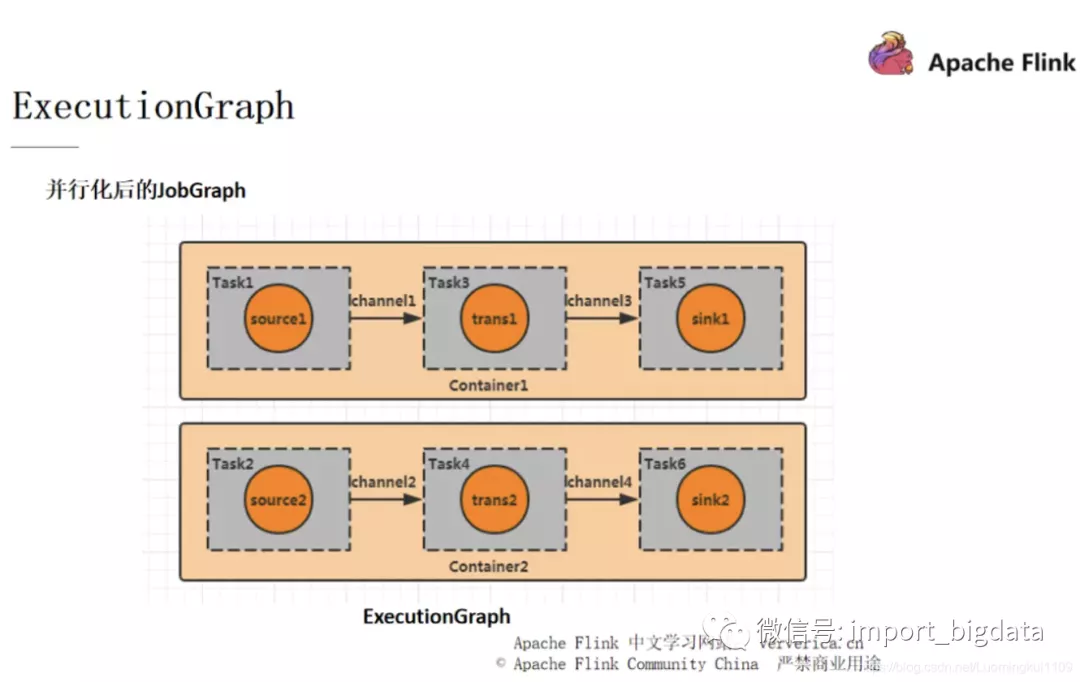 Apache Flink
ExecutionGraph
并行化后的JobGraph
Task1
source1
channel1
Task3
trans1
channel3
Task5
sink1
Container1
Task2
source2
channel2
Task4
trans2
channel4
Task6
sink2
Container2
ExecutionGraph
微信号: import_bigdata
Apache Flink 中文学习网 ververica.cn
© Apache Flink Community China 严禁商业用途
https://blog.csdn.net/Luomingkui1109